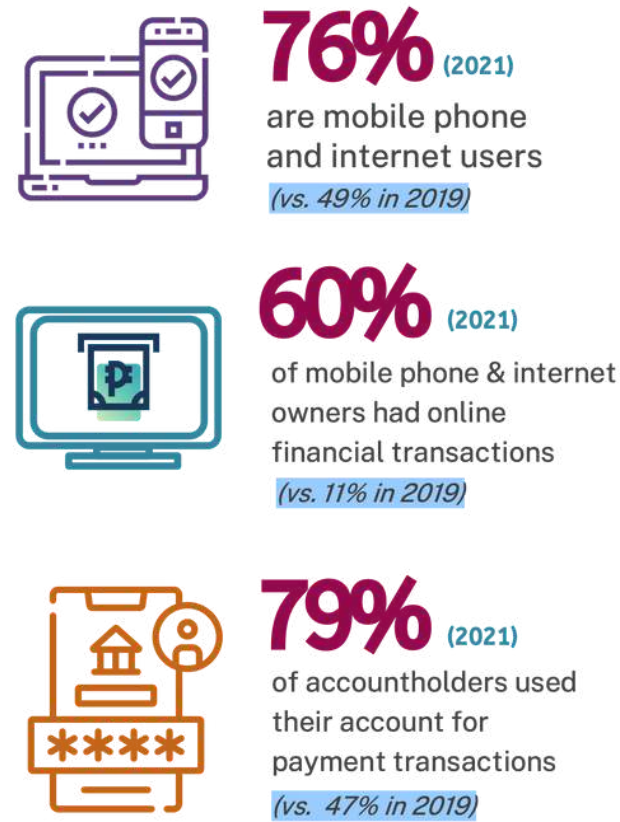 76% (2021)
are mobile phone
and internet users
(vs. 49% in 2019)
60% (2021)
of mobile phone & internet
owners had online
financial transactions
(vs. 11% in 2019)
79% (2021)
of accountholders used
their account for
payment transactions
(vs. 47% in 2019)
₱
****